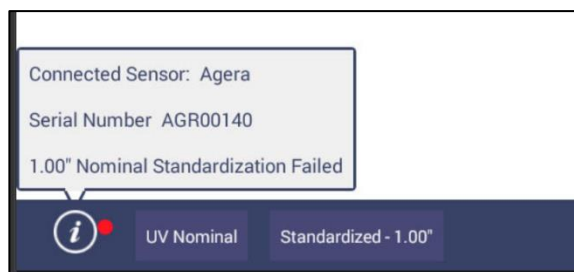 Connected Sensor: Agera
Serial Number AGR00140
1.00" Nominal Standardization Failed
i
UV Nominal
Standardized - 1.00"